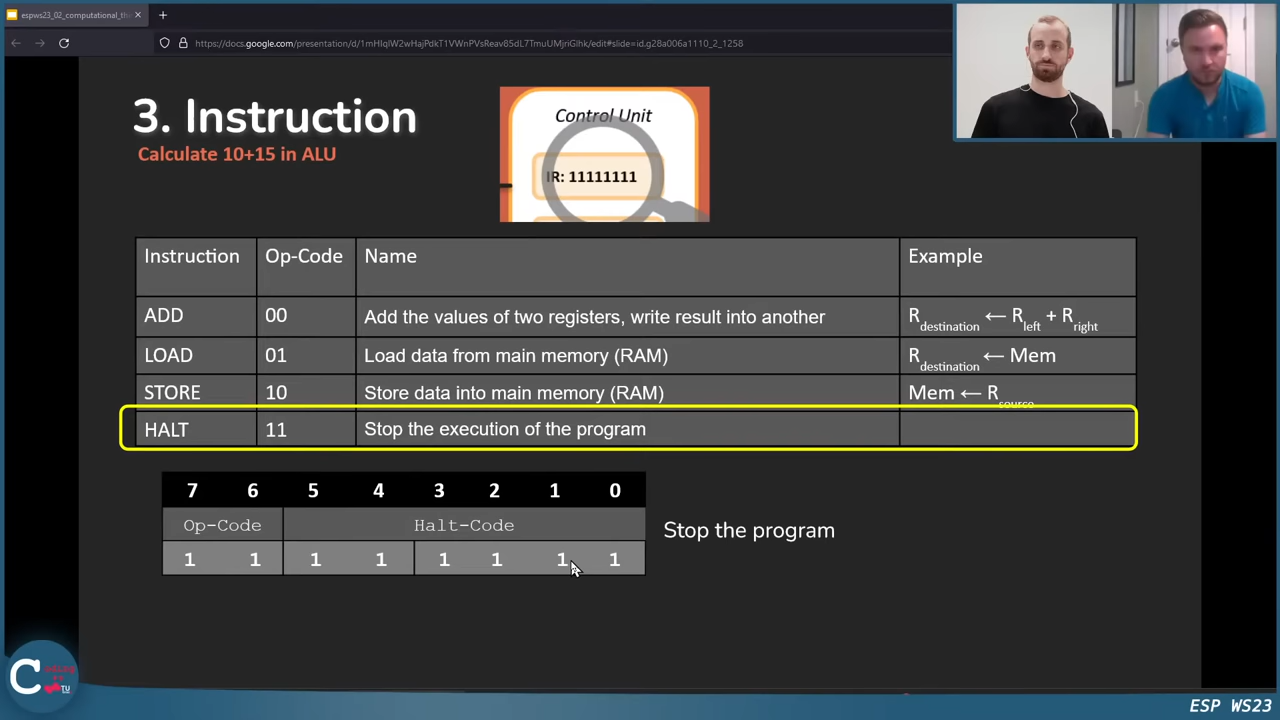 espws23_02_computational_th
https://docs.google.com/presentation/d/1mHIqIW2wHajPdkT1VWnPVsReav85dL7TmuUMjriGlhk/edit#slide=id.g28a006a1110_2_1258
3. Instruction
Calculate 10+15 in ALU
Control Unit
IR: 11111111
Instruction Op-Code Name Example
ADD 00 Add the values of two registers, write result into another R destination ← R left + R right
LOAD 01 Load data from main memory (RAM) R destination ← Mem
STORE 10 Store data into main memory (RAM) Mem ← R source
HALT 11 Stop the execution of the program
7 6 5 4 3 2 1 0
Op-Code Halt-Code
1 1 1 1 1 1 1 1
Stop the program
C
TU
ESP WS23